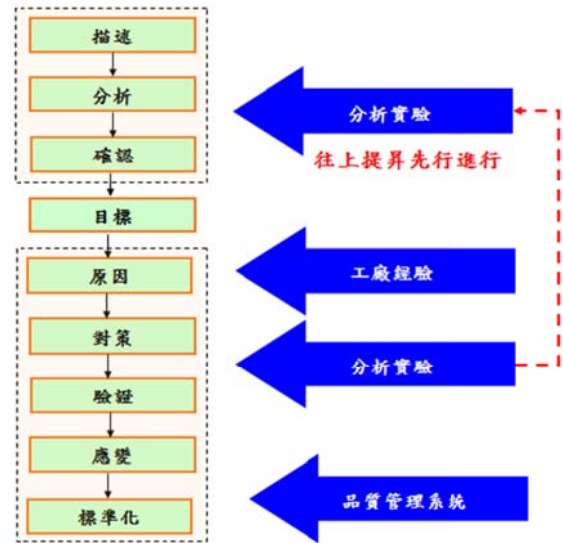 描述
分析
分析實驗
確認
往上提昇先行進行
目標
原因
工廠經驗
對策
分析實驗
驗證
應變
品質管理系統
標準化